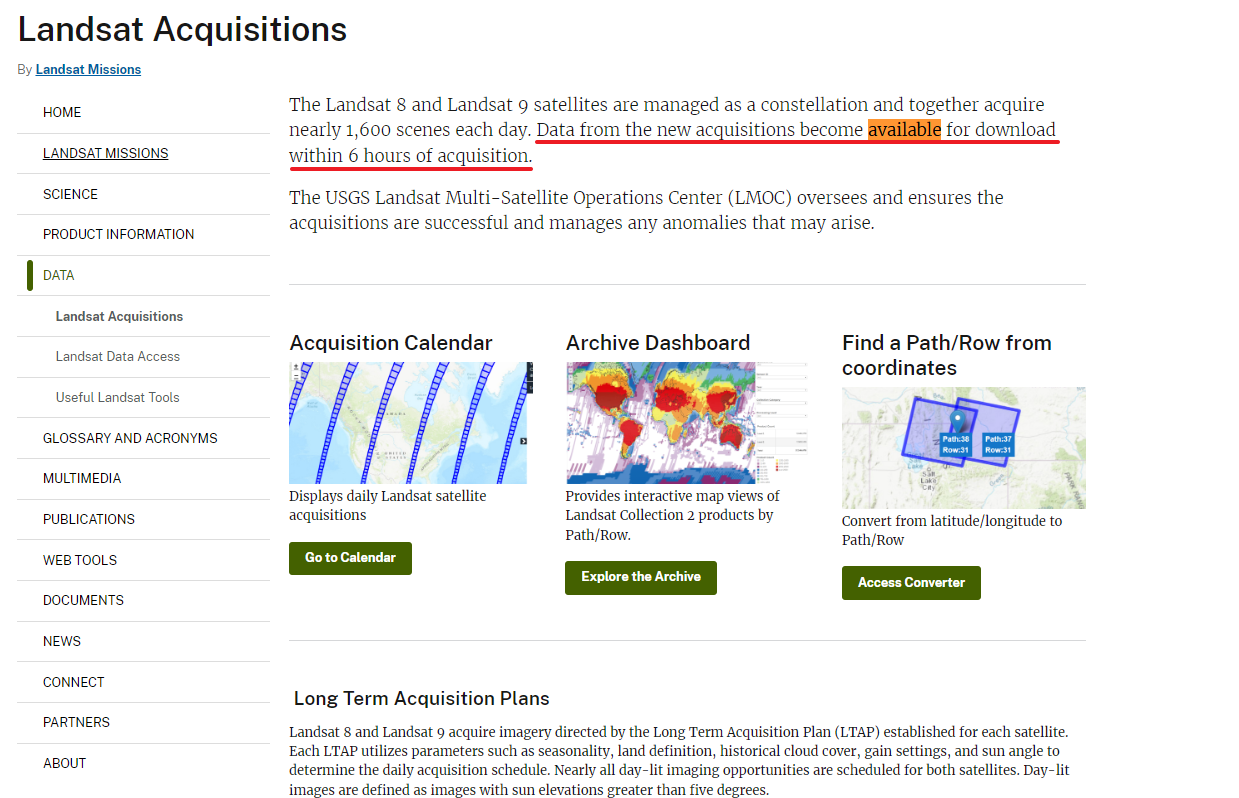 Landsat Acquisitions
By Landsat Missions
HOME
LANDSAT MISSIONS
SCIENCE
PRODUCT INFORMATION
DATA
Landsat Acquisitions
Landsat Data Access
Useful Landsat Tools
GLOSSARY AND ACRONYMS
MULTIMEDIA
PUBLICATIONS
WEB TOOLS
DOCUMENTS
NEWS
CONNECT
PARTNERS
ABOUT
The Landsat 8 and Landsat 9 satellites are managed as a constellation and together acquire
nearly 1,600 scenes each day. Data from the new acquisitions become available for download
within 6 hours of acquisition.
The USGS Landsat Multi-Satellite Operations Center (LMOC) oversees and ensures the
acquisitions are successful and manages any anomalies that may arise.
Acquisition Calendar
Displays daily Landsat satellite
acquisitions
Go to Calendar
Archive Dashboard
Provides interactive map views of
Landsat Collection 2 products by
Path/Row.
Explore the Archive
Find a Path/Row from
coordinates
Path:38
Row:31
Path:37
Row:31
Salt
Lake
City
Convert from latitude/longitude to
Path/Row
Access Converter
Long Term Acquisition Plans
Landsat 8 and Landsat 9 acquire imagery directed by the Long Term Acquisition Plan (LTAP) established for each satellite.
Each LTAP utilizes parameters such as seasonality, land definition, historical cloud cover, gain settings, and sun angle to
determine the daily acquisition schedule. Nearly all day-lit imaging opportunities are scheduled for both satellites. Day-lit
images are defined as images with sun elevations greater than five degrees.